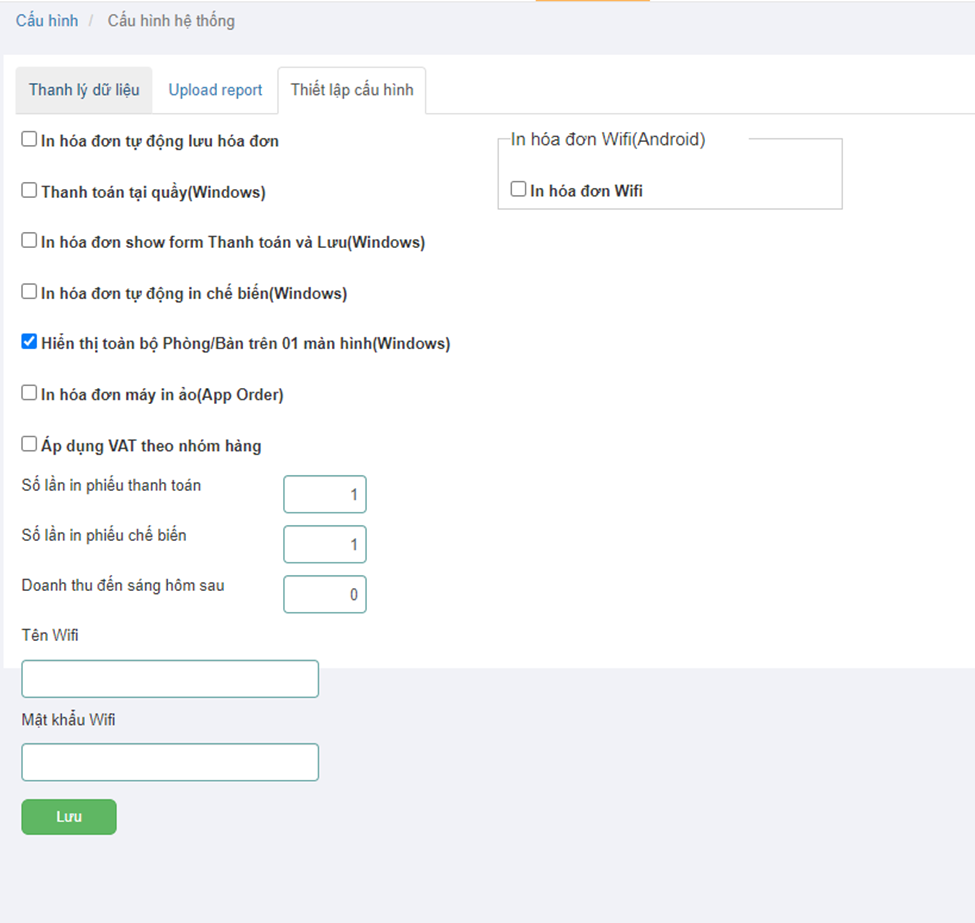 Cấu hình / Cấu hình hệ thống
Thanh lý dữ liệu Upload report Thiết lập cấu hình
In hóa đơn tự động lưu hóa đơn
In hóa đơn Wifi(Android)
Thanh toán tại quầy(Windows)
In hóa đơn Wifi
In hóa đơn show form Thanh toán và Lưu(Windows)
In hóa đơn tự động in chế biến(Windows)
Hiển thị toàn bộ Phòng/Bàn trên 01 màn hình(Windows)
In hóa đơn máy in ảo(App Order)
Áp dụng VAT theo nhóm hàng
Số lần in phiếu thanh toán 1
Số lần in phiếu chế biến 1
Doanh thu đến sáng hôm sau 0
Tên Wifi
Mật khẩu Wifi
Lưu